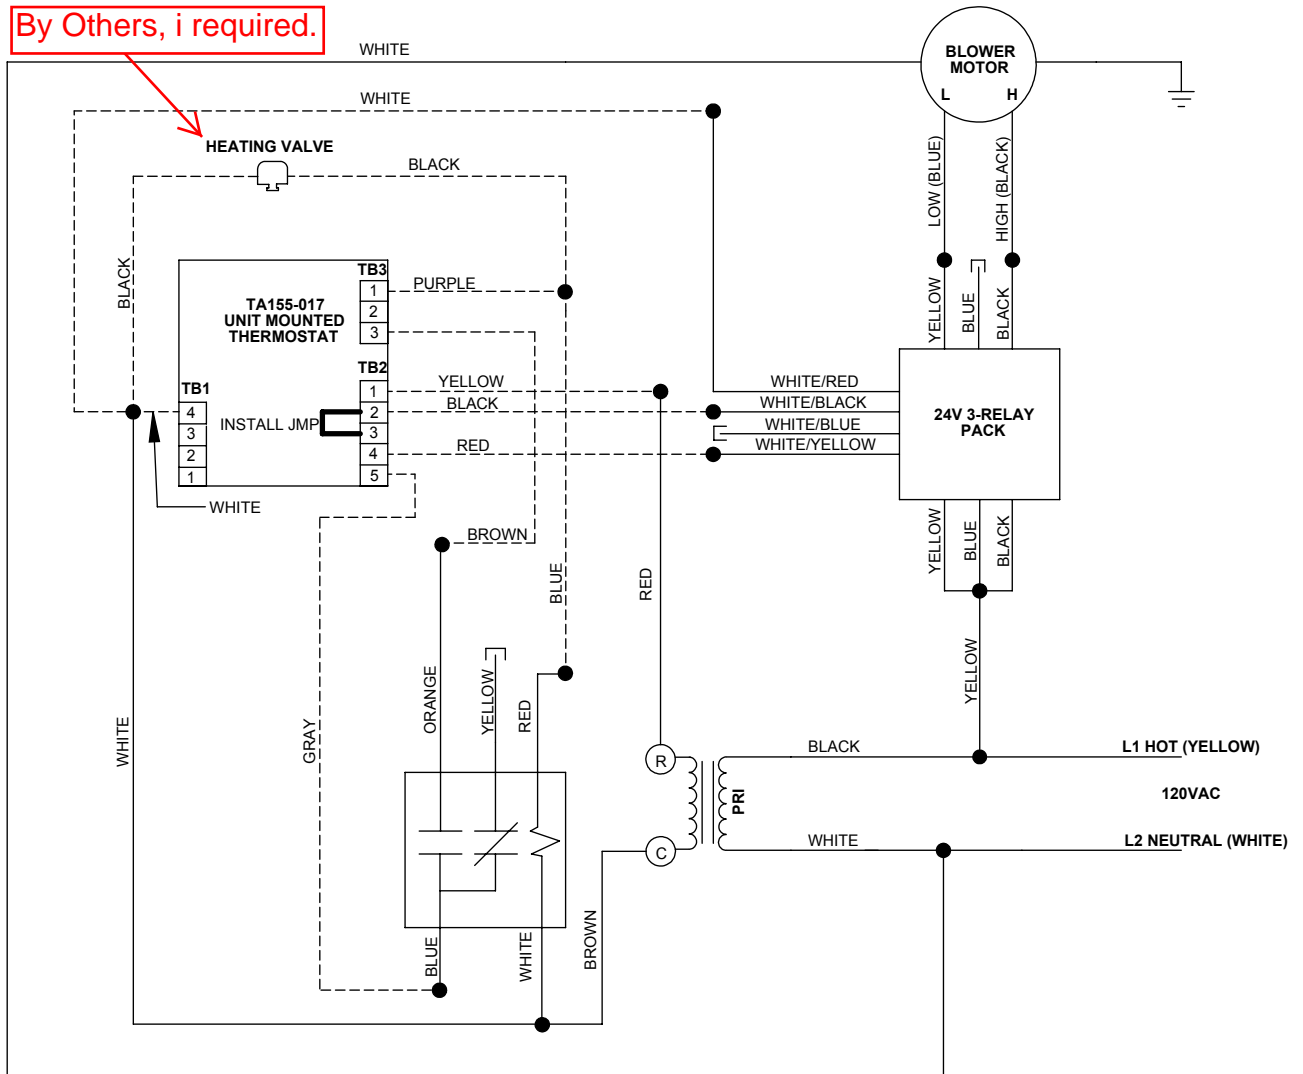 By Others, i required.
WHITE
BLOWER
MOTOR
L H
WHITE
HEATING VALVE
BLACK
LOW (BLUE)
HIGH (BLACK)
BLACK
TB3
1
2
3
PURPLE
TA155-017
UNIT MOUNTED
THERMOSTAT
YELLOW
BLUE
BLACK
TB2
1
2
3
4
5
TB1
4
3
2
1
INSTALL JMP
YELLOW
BLACK
RED
WHITE/RED
WHITE/BLACK
WHITE/BLUE
WHITE/YELLOW
24V 3-RELAY
PACK
WHITE
BROWN
BLUE
RED
YELLOW
BLUE
BLACK
YELLOW
WHITE
GRAY
ORANGE
YELLOW
RED
R
C
PRI
BLACK
WHITE
L1 HOT (YELLOW)
120VAC
L2 NEUTRAL (WHITE)
BLUE
WHITE
BROWN